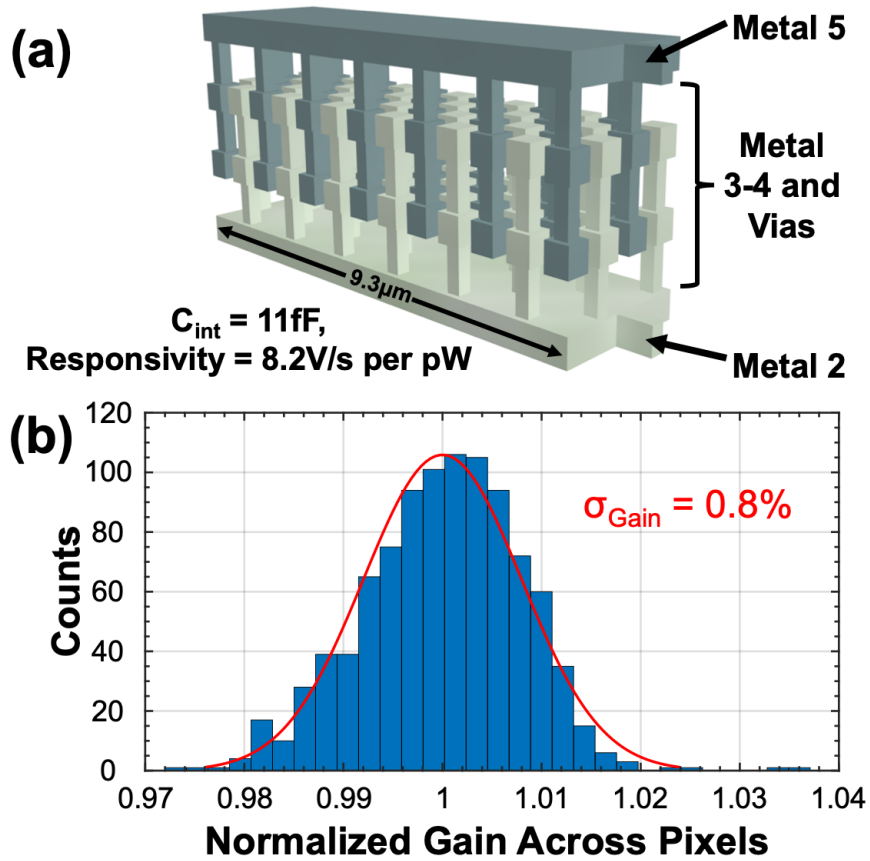 (a)
Metal 5
Metal
3-4 and
Vias
9.3µm
C_int = 11fF,
Responsivity = 8.2V/s per pW
Metal 2
(b)
120
100
80
60
40
20
0
Counts
σ_Gain = 0.8%
0.97 0.98 0.99 1 1.01 1.02 1.03 1.04
Normalized Gain Across Pixels